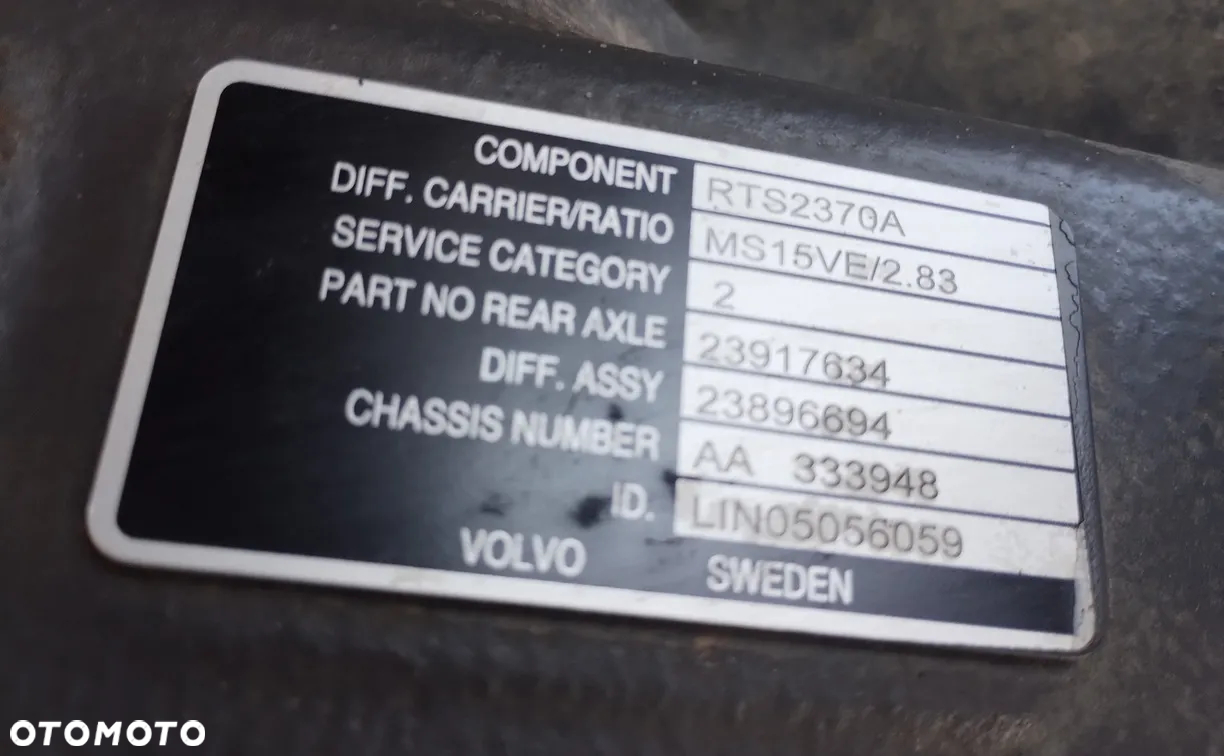 COMPONENT RTS2370A
DIFF. CARRIER/RATIO MS15VE/2.83
SERVICE CATEGORY 2
PART NO REAR AXLE 23917634
DIFF. ASSY 23896694
CHASSIS NUMBER AA 333948
ID. LIN05056059
VOLVO SWEDEN
OTOMOTO